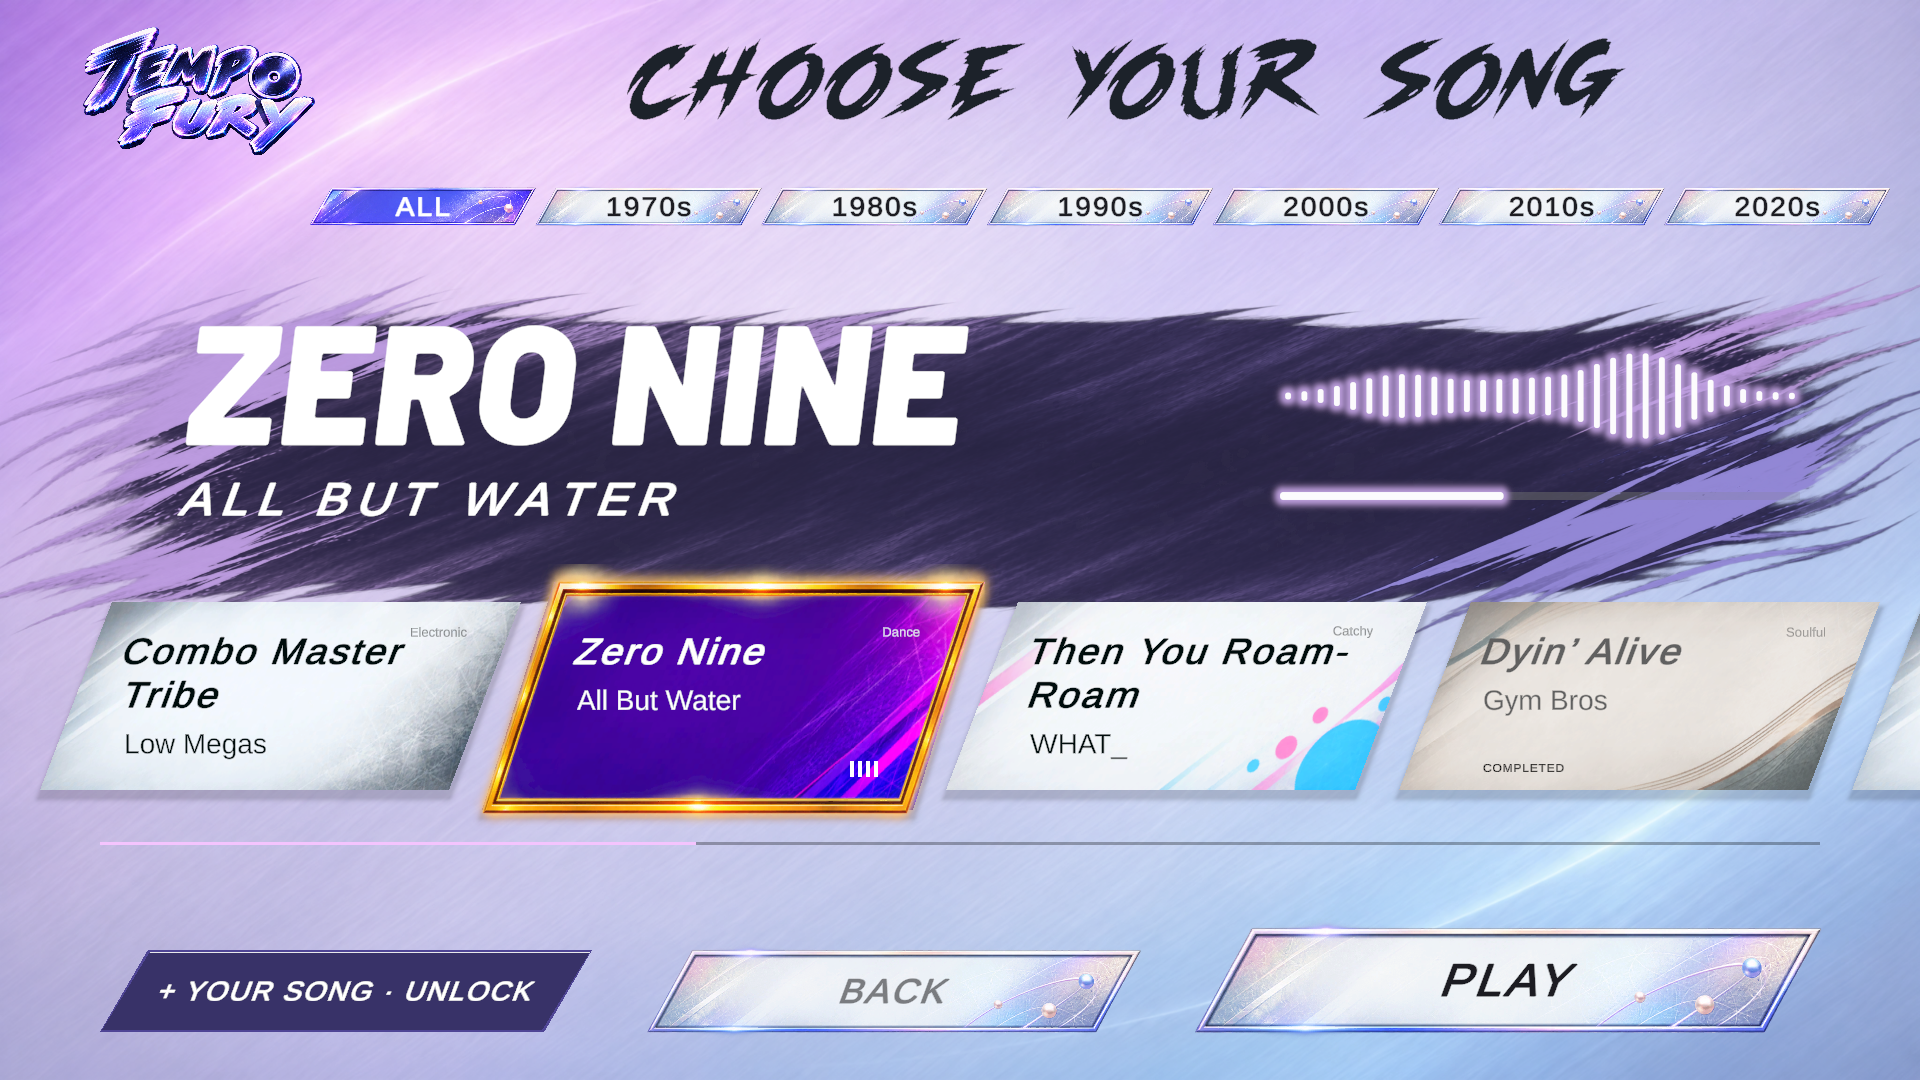 TEMPO
FURY
CHOOSE YOUR SONG
ALL
1970s
1980s
1990s
2000s
2010s
2020s
ZERO NINE
ALL BUT WATER
Electronic
Combo Master
Tribe
Low Megas
Dance
Zero Nine
All But Water
Catchy
Then You Roam-
Roam
WHAT_
Soulful
Dyin’ Alive
Gym Bros
COMPLETED
+ YOUR SONG · UNLOCK
BACK
PLAY